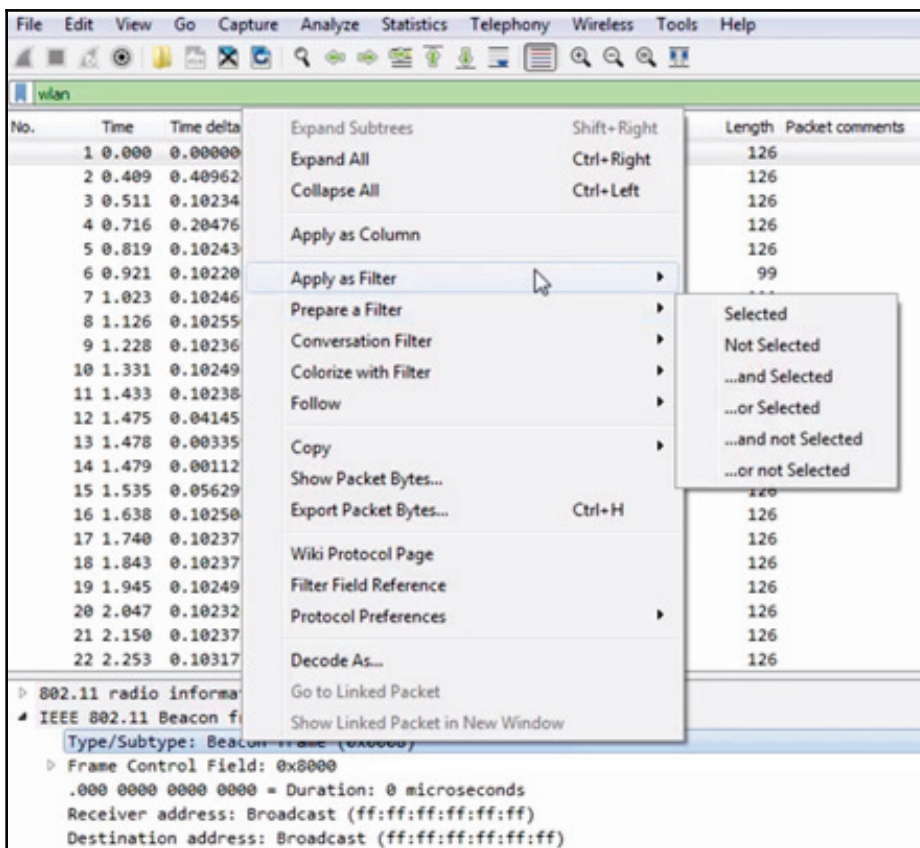 File Edit View Go Capture Analyze Statistics Telephony Wireless Tools Help
wlan
No. Time Time delta Length Packet comments
1 0.000 0.00000 126
2 0.409 0.40962 126
3 0.511 0.10234 126
4 0.716 0.20476 126
5 0.819 0.10243 126
6 0.921 0.10220 99
7 1.023 0.10246
8 1.126 0.10255
9 1.228 0.10236
10 1.331 0.10249
11 1.433 0.10238
12 1.475 0.04145
13 1.478 0.00335
14 1.479 0.00112
15 1.535 0.05629 126
16 1.638 0.10250 126
17 1.740 0.10237 126
18 1.843 0.10237 126
19 1.945 0.10249 126
20 2.047 0.10232 126
21 2.150 0.10237 126
22 2.253 0.10317 126
Expand Subtrees Shift+Right
Expand All Ctrl+Right
Collapse All Ctrl+Left
Apply as Column
Apply as Filter
Prepare a Filter
Conversation Filter
Colorize with Filter
Follow
Copy
Show Packet Bytes...
Export Packet Bytes... Ctrl+H
Wiki Protocol Page
Filter Field Reference
Protocol Preferences
Decode As...
Go to Linked Packet
Show Linked Packet in New Window
Selected
Not Selected
...and Selected
...or Selected
...and not Selected
...or not Selected
802.11 radio informa
IEEE 802.11 Beacon f
Type/Subtype: Beacon frame (0x0008)
Frame Control Field: 0x8000
.000 0000 0000 0000 = Duration: 0 microseconds
Receiver address: Broadcast (ff:ff:ff:ff:ff:ff)
Destination address: Broadcast (ff:ff:ff:ff:ff:ff)